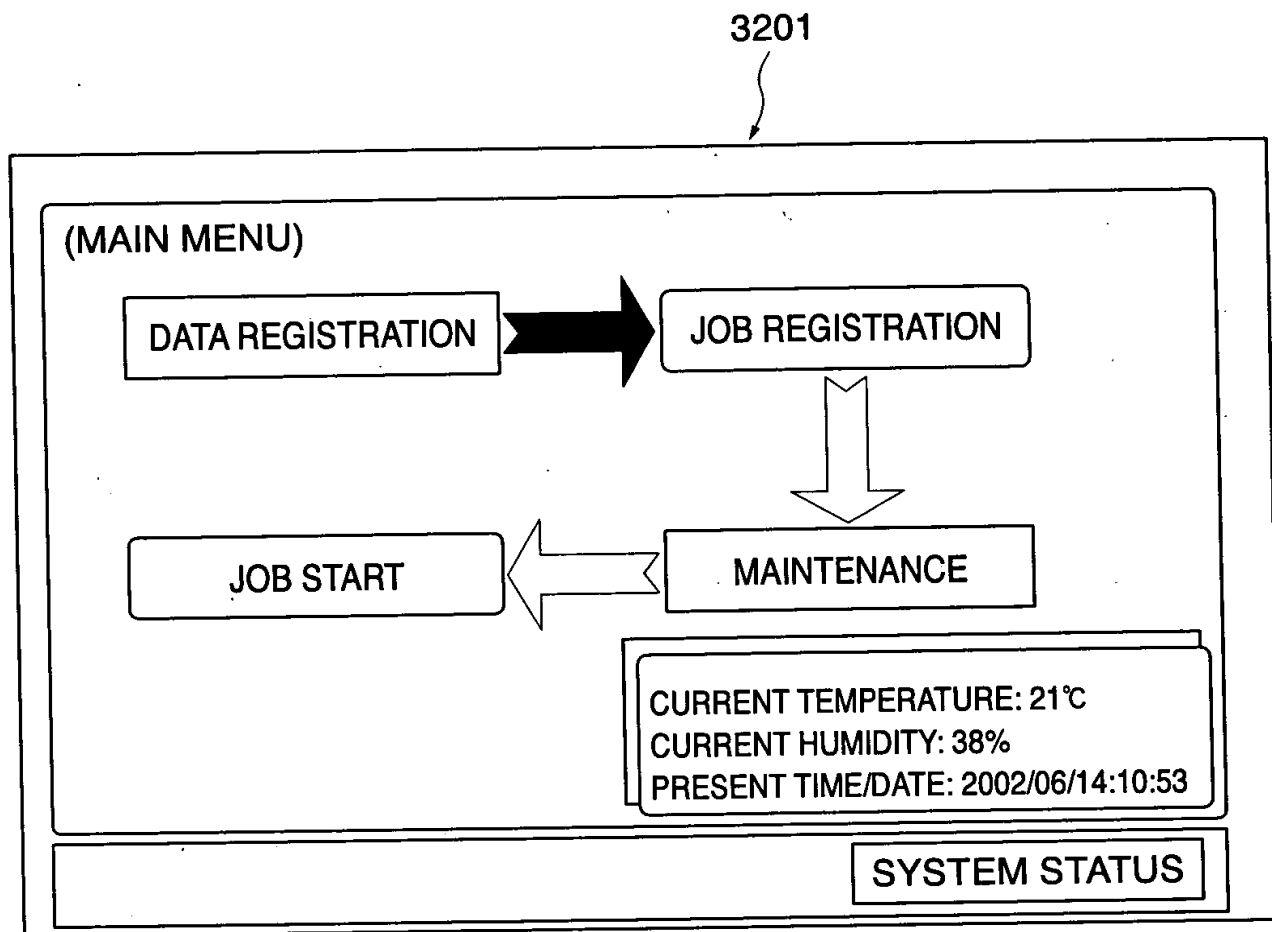 3201
(MAIN MENU)
DATA REGISTRATION
JOB REGISTRATION
JOB START
MAINTENANCE
CURRENT TEMPERATURE: 21℃
CURRENT HUMIDITY: 38%
PRESENT TIME/DATE: 2002/06/14:10:53
SYSTEM STATUS